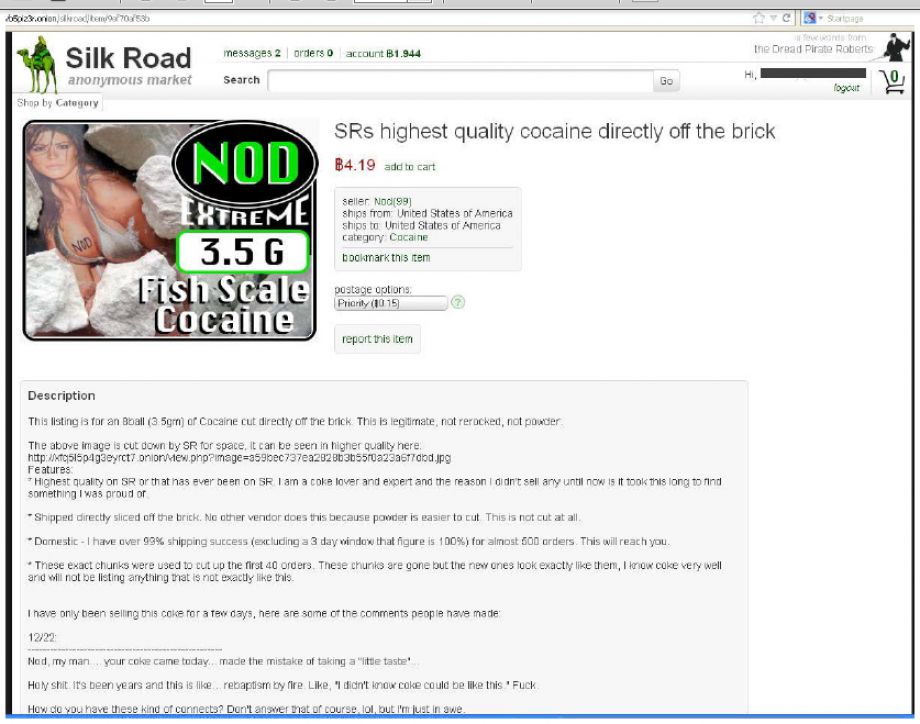 silkroad/item/9af70af53b
Startpage
Silk Road
anonymous market
messages 2 | orders 0 | account ฿1.944
Search
Go
a few words from
the Dread Pirate Roberts
Hi,
logout
0
Shop by Category
NOD
EXTREME
3.5 G
Fish Scale
Cocaine
NOD
SRs highest quality cocaine directly off the brick
฿4.19 add to cart
seller: Nod(99)
ships from: United States of America
ships to: United States of America
category: Cocaine
bookmark this item
postage options:
Priority (฿0.15)
?
report this item
Description
This listing is for an 8ball (3.5gm) of Cocaine cut directly off the brick. This is legitimate, not rerocked, not powder.
The above image is cut down by SR for space, it can be seen in higher quality here:
Features:
* Highest quality on SR or that has ever been on SR. I am a coke lover and expert and the reason I didn't sell any until now is it took this long to find
something I was proud of.
* Shipped directly sliced off the brick. No other vendor does this because powder is easier to cut. This is not cut at all.
* Domestic - I have over 99% shipping success (excluding a 3 day window that figure is 100%) for almost 500 orders. This will reach you.
* These exact chunks were used to cut up the first 40 orders. These chunks are gone but the new ones look exactly like them, I know coke very well
and will not be listing anything that is not exactly like this.
I have only been selling this coke for a few days, here are some of the comments people have made:
12/22:
Nod, my man.... your coke came today... made the mistake of taking a "little taste"...
Holy shit. It's been years and this is like... rebaptism by fire. Like, "I didn't know coke could be like this." Fuck.
How do you have these kind of connects? Don't answer that of course, lol, but I'm just in awe.